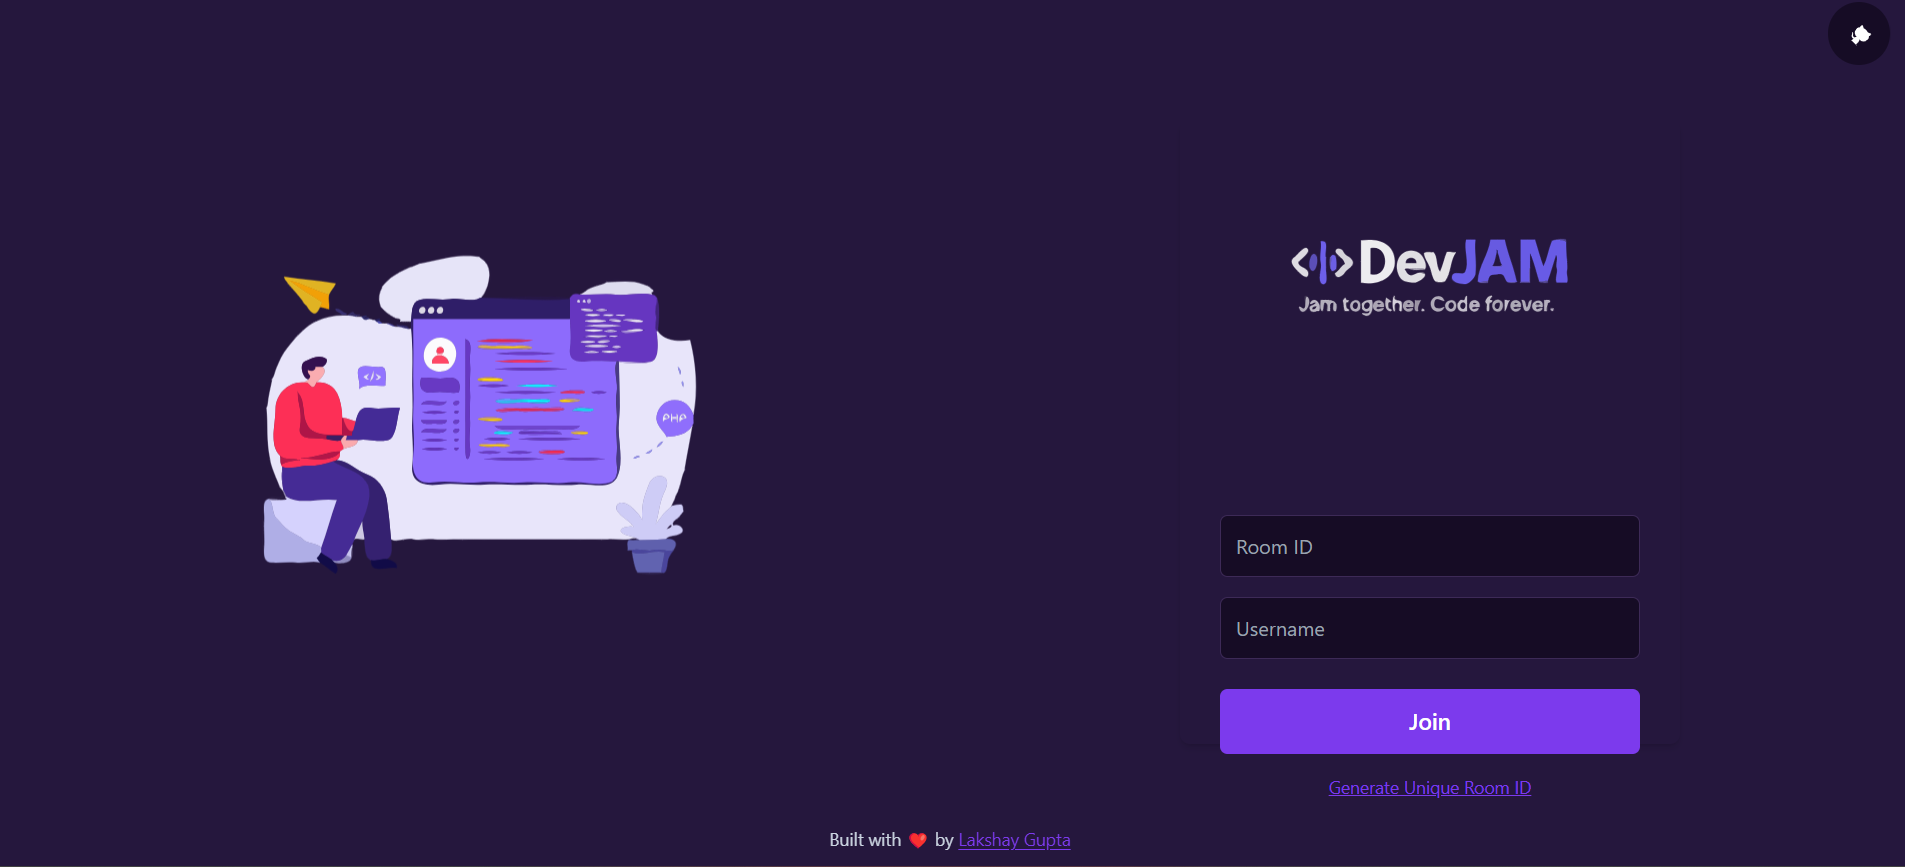 </>
PHP
DevJAM
Jam together. Code forever.
Room ID
Username
Join
Generate Unique Room ID
Built with ❤️ by Lakshay Gupta